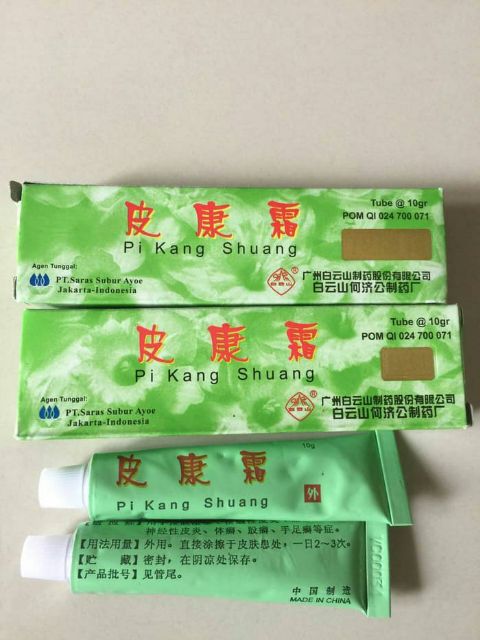 皮康霜
Tube @ 10gr
POM QI 024 700 071
Pi Kang Shuang
Agen Tunggal:
PT.Saras Subur Ayoe
Jakarta-Indonesia
白云山
®
广州白云山制药股份有限公司
白云山何济公制药厂
皮康霜
Tube @ 10gr
POM QI 024 700 071
Pi Kang Shuang
Agen Tunggal:
PT.Saras Subur Ayoe
Jakarta-Indonesia
白云山
®
广州白云山制药股份有限公司
白云山何济公制药厂
皮康霜
10g
Pi Kang Shuang
外
神经性皮炎、体癣、股癣、手足癣等症。
【用法用量】外用。直接涂擦于皮肤患处,一日2~3次。
【贮 藏】密封,在阴凉处保存。
【产品批号】见管尾。
中国制造
MADE IN CHINA